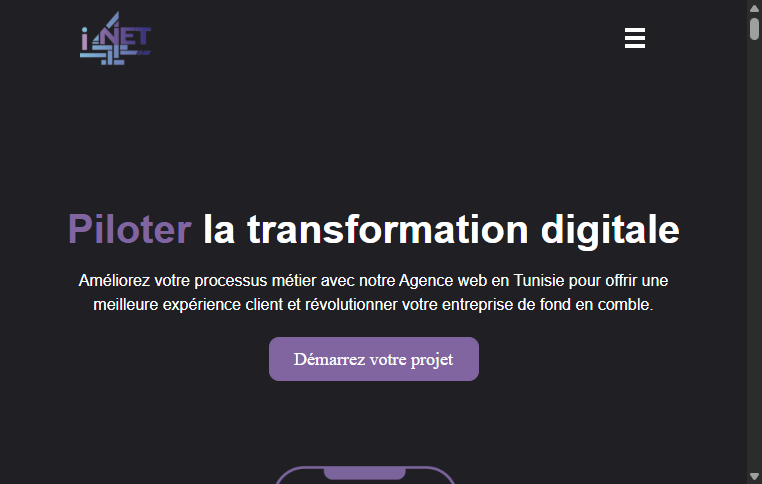 i4NET
Piloter la transformation digitale
Améliorez votre processus métier avec notre Agence web en Tunisie pour offrir une
meilleure expérience client et révolutionner votre entreprise de fond en comble.
Démarrez votre projet